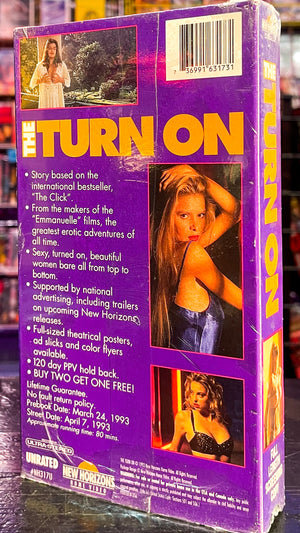 7 36991 631731
THE TURN ON
• Story based on the
international bestseller,
"The Click".
• From the makers of the
"Emmanuelle" films, the
greatest erotic adventures of
all time.
• Sexy, turned on, beautiful
women bare all from top to
bottom.
• Supported by national
advertising, including trailers
on upcoming New Horizons
releases.
• Full-sized theatrical posters,
ad slicks and color flyers
available.
• 120 day PPV hold back.
• BUY TWO GET ONE FREE!
Lifetime Guarantee.
No fault return policy.
Prebook Date: March 24, 1993
Street Date: April 7, 1993
Approximate running time: 80 mins.
ULTRA-STEREO
UNRATED
#NH317U
NEW HORIZONS
HOME VIDEO
THE TURN ON